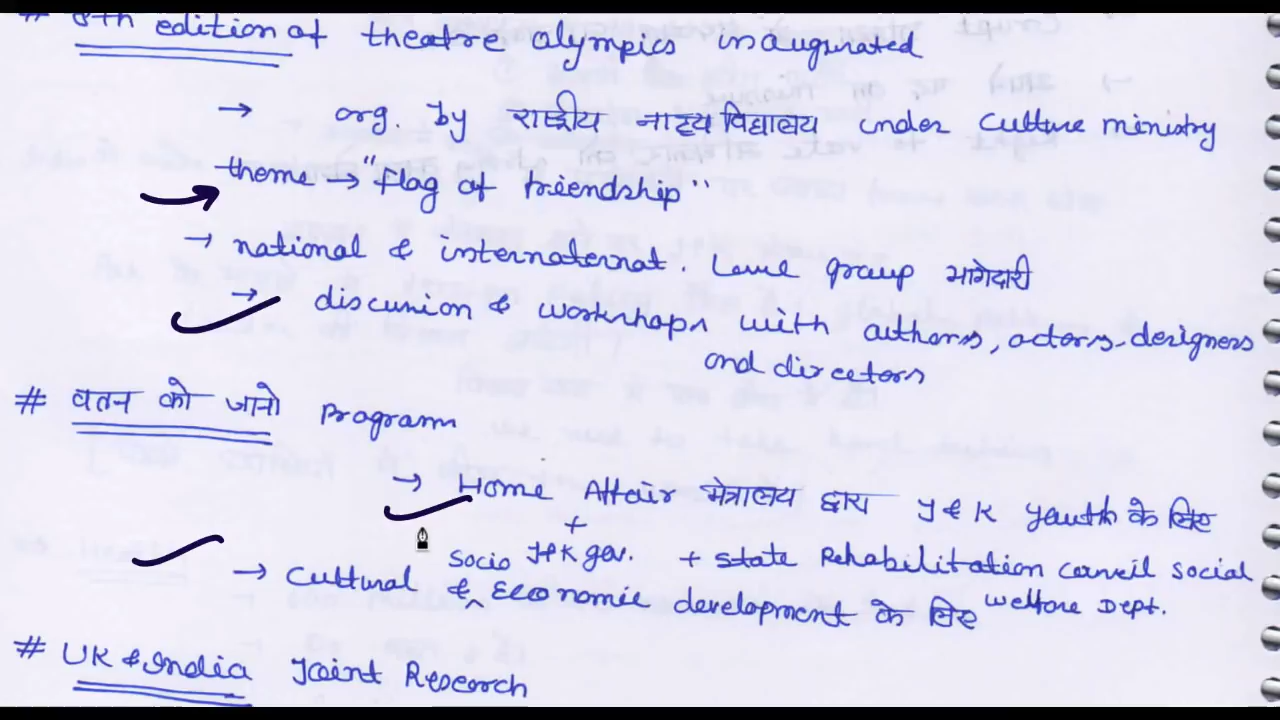 # 8th edition of theatre olympics inaugurated
→ org. by राष्ट्रीय नाट्य विद्यालय under culture ministry
theme → "Flag of friendship"
→ national & internaternat. Level group भागेदारी
→ discussion & workshops with authors, actors, designers
and directors
# वतन को जानो Program
→ Home Affair मंत्रालय द्वारा J & K youth के लिए
+
J&K gov. + state Rehabilitation council social
welfare Dept.
→ Cultural & socio Economic development के लिए
# UK & India Joint Research